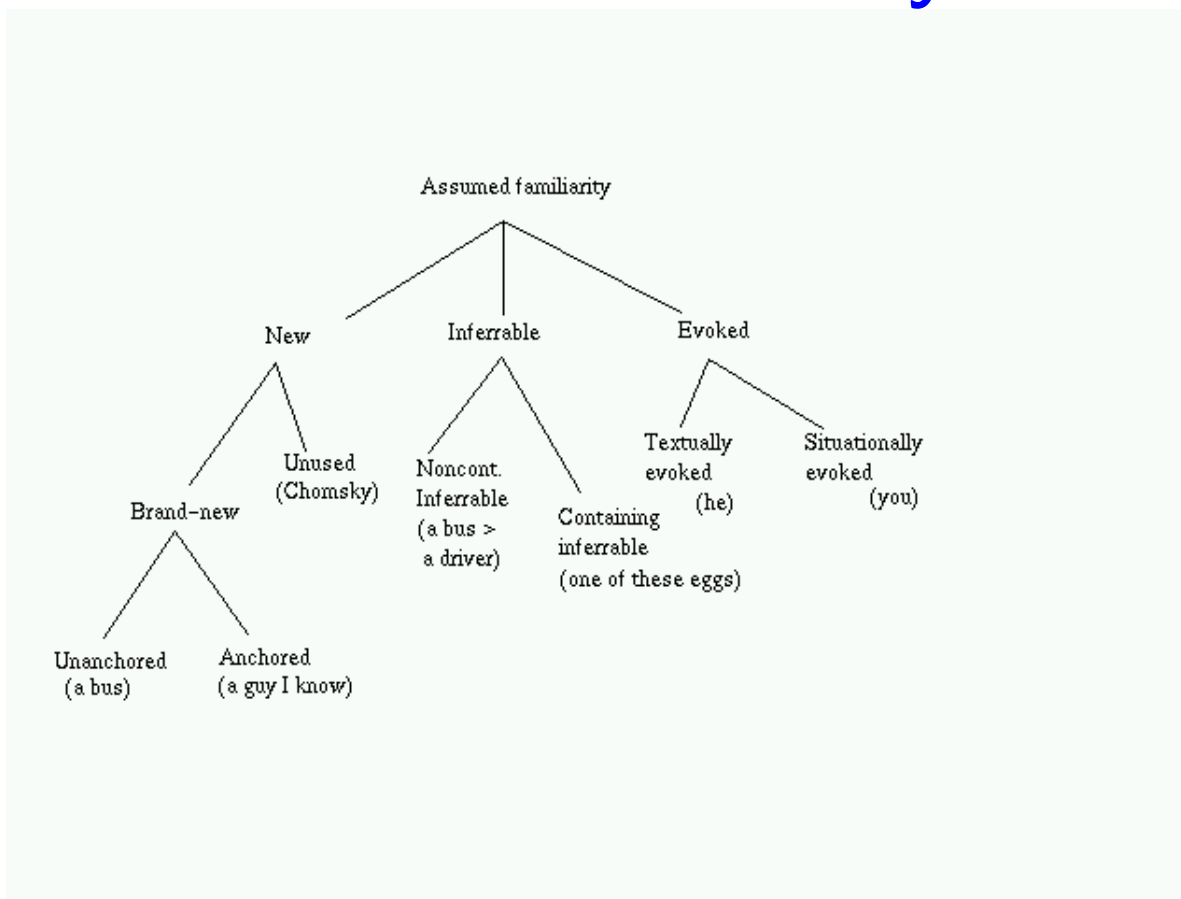 Assumed familiarity
New
Inferrable
Evoked
Unused
(Chomsky)
Brand-new
Unanchored
(a bus)
Anchored
(a guy I know)
Noncont.
Inferrable
(a bus >
a driver)
Containing
inferrable
(one of these eggs)
Textually
evoked
(he)
Situationally
evoked
(you)